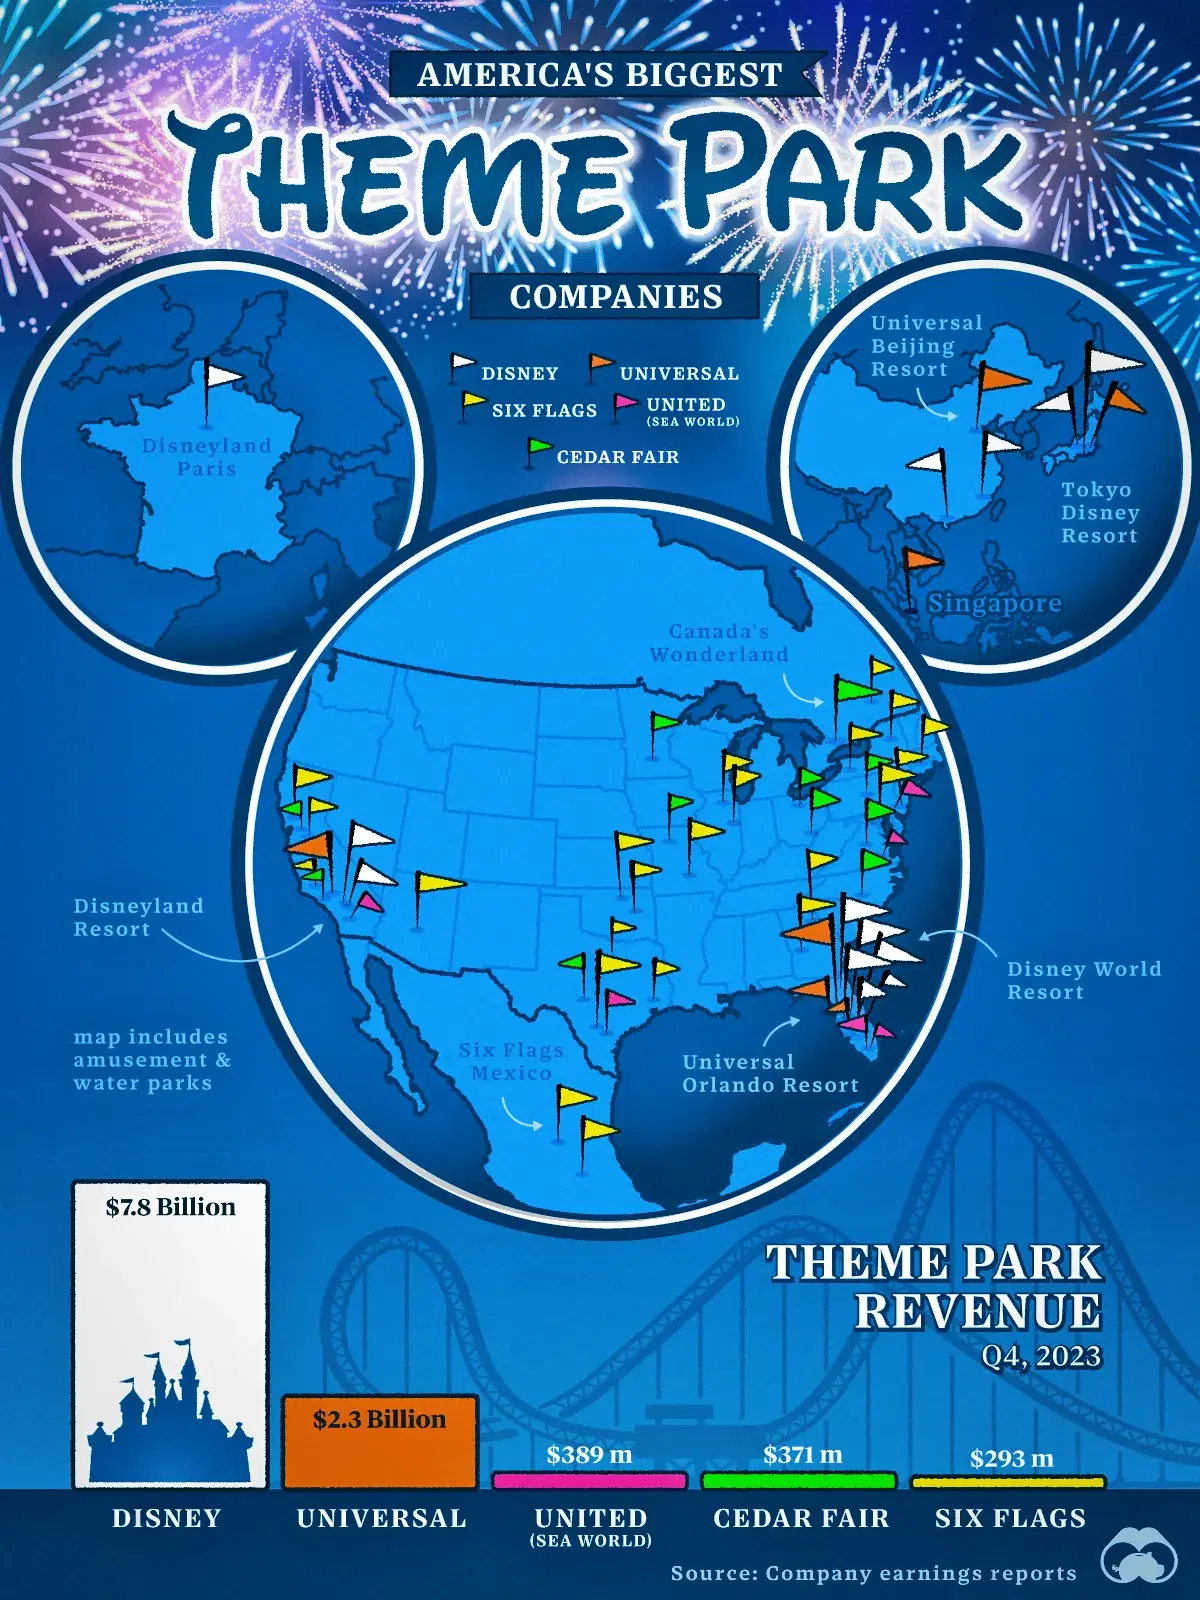 AMERICA'S BIGGEST
THEME PARK
COMPANIES
DISNEY
UNIVERSAL
SIX FLAGS
UNITED
(SEA WORLD)
CEDAR FAIR
Disneyland
Paris
Universal
Beijing
Resort
Tokyo
Disney
Resort
Singapore
Canada's
Wonderland
Disneyland
Resort
Disney World
Resort
map includes
amusement &
water parks
Six Flags
Mexico
Universal
Orlando Resort
THEME PARK
REVENUE
Q4, 2023
$7.8 Billion
$2.3 Billion
$389 m
$371 m
$293 m
DISNEY
UNIVERSAL
UNITED
(SEA WORLD)
CEDAR FAIR
SIX FLAGS
Source: Company earnings reports